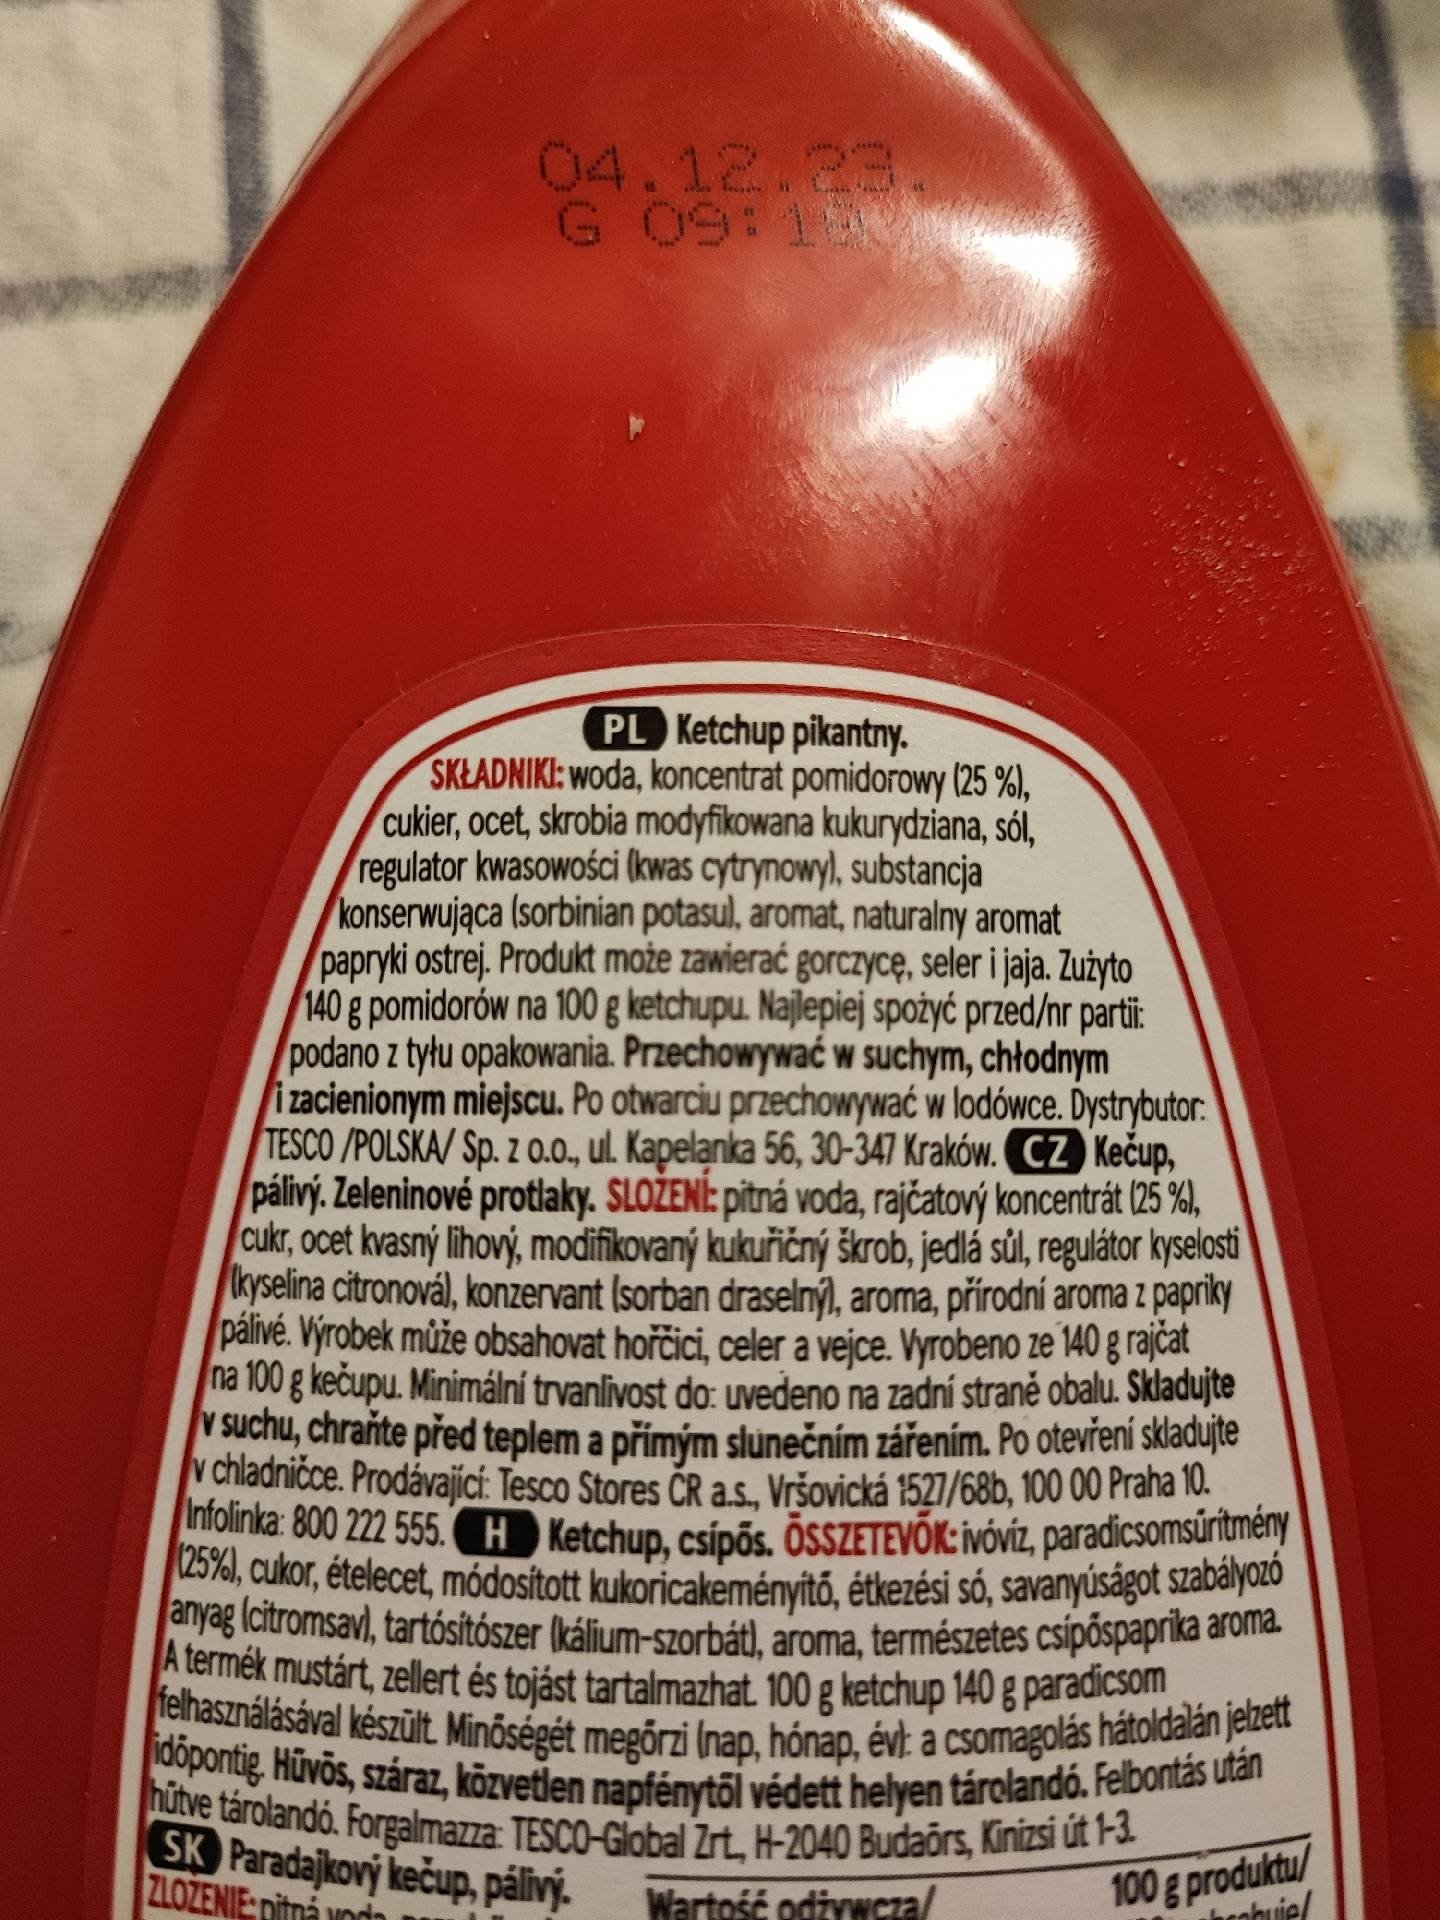 04.12.23.
G 09:18
PL Ketchup pikantny.
SKŁADNIKI: woda, koncentrat pomidorowy (25 %),
cukier, ocet, skrobia modyfikowana kukurydziana, sól,
regulator kwasowości (kwas cytrynowy), substancja
konserwująca (sorbinian potasu), aromat, naturalny aromat
papryki ostrej. Produkt może zawierać gorczycę, seler i jaja. Zużyto
140 g pomidorów na 100 g ketchupu. Najlepiej spożyć przed/nr partii:
podano z tyłu opakowania. Przechowywać w suchym, chłodnym
i zacienionym miejscu. Po otwarciu przechowywać w lodówce. Dystrybutor:
TESCO /POLSKA/ Sp. z o.o., ul. Kapelanka 56, 30-347 Kraków. CZ Kečup,
pálivý. Zeleninové protlaky. SLOŽENÍ: pitná voda, rajčatový koncentrát (25 %),
cukr, ocet kvasný lihový, modifikovaný kukuřičný škrob, jedlá sůl, regulátor kyselosti
(kyselina citronová), konzervant (sorban draselný), aroma, přírodní aroma z papriky
pálivé. Výrobek může obsahovat hořčici, celer a vejce. Vyrobeno ze 140 g rajčat
na 100 g kečupu. Minimální trvanlivost do: uvedeno na zadní straně obalu. Skladujte
v suchu, chraňte před teplem a přímým slunečním zářením. Po otevření skladujte
v chladničce. Prodávající: Tesco Stores ČR a.s., Vršovická 1527/68b, 100 00 Praha 10.
Infolinka: 800 222 555. H Ketchup, csípős. ÖSSZETEVŐK: ivóvíz, paradicsomsűrítmény
(25%), cukor, ételecet, módosított kukoricakeményítő, étkezési só, savanyúságot szabályozó
anyag (citromsav), tartósítószer (kálium-szorbát), aroma, természetes csípőspaprika aroma.
A termék mustárt, zellert és tojást tartalmazhat. 100 g ketchup 140 g paradicsom
felhasználásával készült. Minőségét megőrzi (nap, hónap, év): a csomagolás hátoldalán jelzett
időpontig. Hűvös, száraz, közvetlen napfénytől védett helyen tárolandó. Felbontás után
hűtve tárolandó. Forgalmazza: TESCO-Global Zrt., H-2040 Budaörs, Kinizsi út 1-3.
SK Paradajkový kečup, pálivý.
ZLOŽENIE: pitná voda
Wartość odżywcza/
100 g produktu/